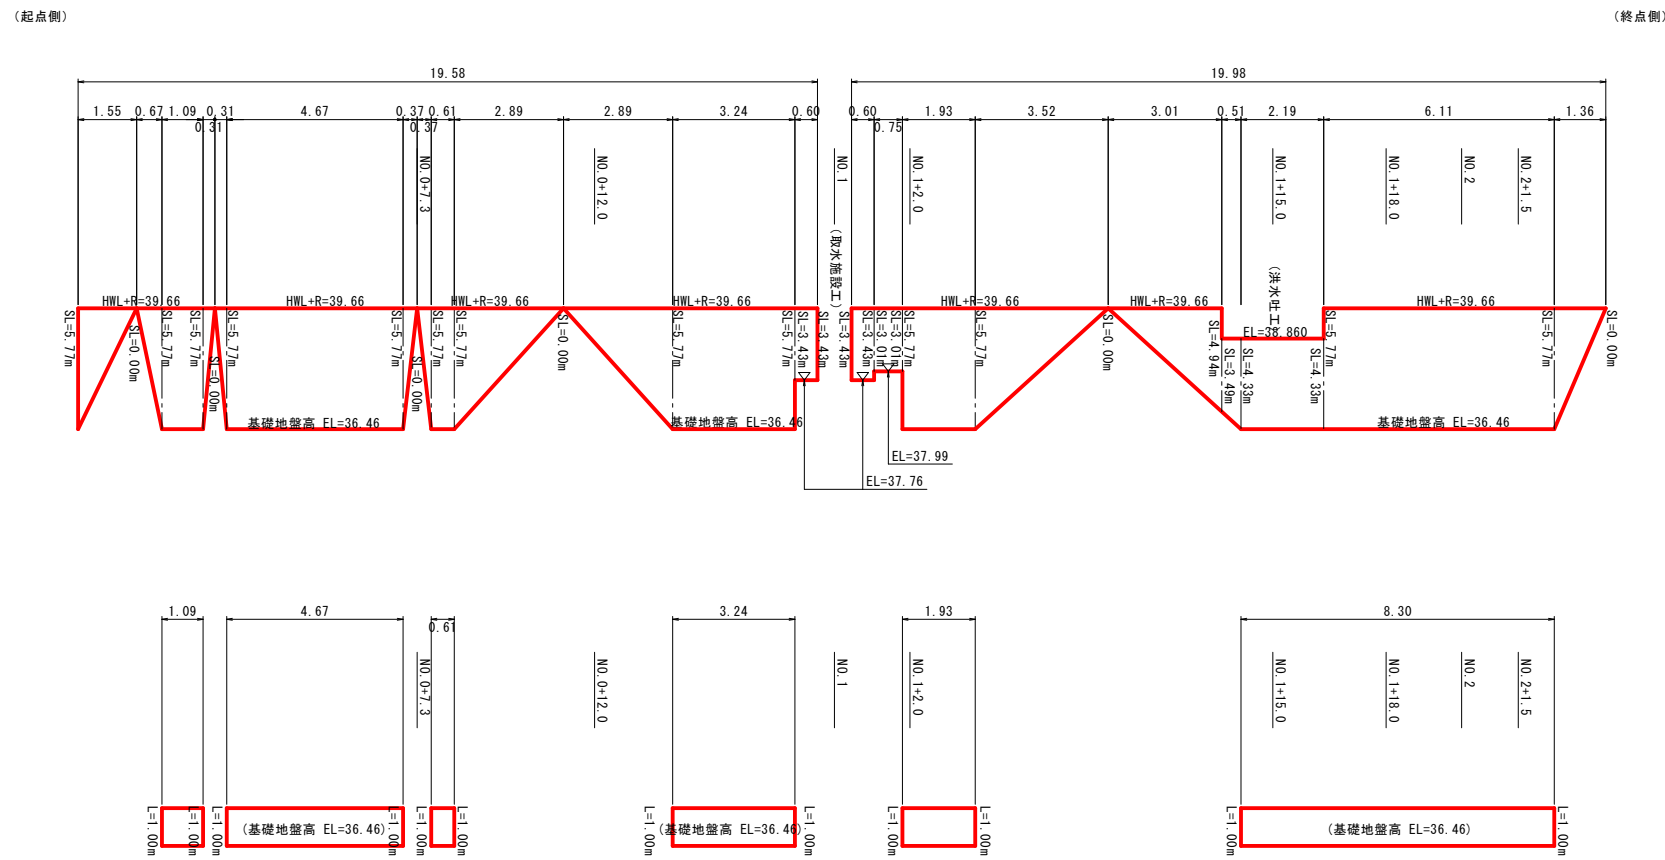 (起点側)
(終点側)
19.58
19.98
1.55
0.67
1.09
0.31
0.31
4.67
0.37
0.37
0.61
2.89
2.89
3.24
0.60
0.60
0.75
1.93
3.52
3.01
0.51
2.19
6.11
1.36
NO.0+7.3
NO.0+12.0
NO.1
(取水施設工)
NO.1+2.0
NO.1+15.0
(洪水吐工)
NO.1+18.0
NO.2
NO.2+1.5
HWL+R=39.66
HWL+R=39.66
HWL+R=39.66
HWL+R=39.66
HWL+R=39.66
HWL+R=39.66
HWL+R=39.66
SL=5.77m
SL=0.00m
SL=5.77m
SL=5.77m
SL=0.00m
SL=5.77m
SL=5.77m
SL=0.00m
SL=5.77m
SL=5.77m
SL=0.00m
SL=5.77m
SL=5.77m
SL=3.43m
SL=3.43m
SL=3.43m
SL=3.43m
SL=3.01m
SL=3.01m
SL=5.77m
SL=5.77m
SL=0.00m
SL=4.94m
SL=3.49m
SL=4.33m
EL=38.860
SL=4.33m
SL=5.77m
SL=5.77m
SL=0.00m
基礎地盤高 EL=36.46
基礎地盤高 EL=36.46
基礎地盤高 EL=36.46
EL=37.99
EL=37.76
1.09
4.67
0.61
3.24
1.93
8.30
NO.0+7.3
NO.0+12.0
NO.1
NO.1+2.0
NO.1+15.0
NO.1+18.0
NO.2
NO.2+1.5
L=1.00m
L=1.00m
L=1.00m
(基礎地盤高 EL=36.46)
L=1.00m
L=1.00m
L=1.00m
L=1.00m
(基礎地盤高 EL=36.46)
L=1.00m
L=1.00m
L=1.00m
L=1.00m
(基礎地盤高 EL=36.46)
L=1.00m